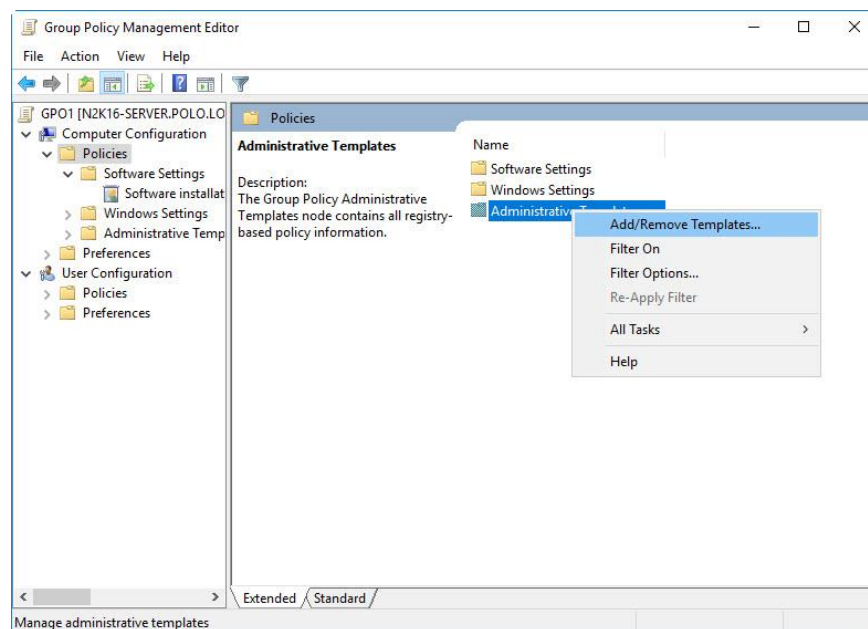 Group Policy Management Editor
File Action View Help
GPO1 [N2K16-SERVER.POLO.LO
Computer Configuration
Policies
Software Settings
Software installat
Windows Settings
Administrative Temp
Preferences
User Configuration
Policies
Preferences
Policies
Administrative Templates
Description:
The Group Policy Administrative
Templates node contains all registry-
based policy information.
Name
Software Settings
Windows Settings
Administrative
Add/Remove Templates...
Filter On
Filter Options...
Re-Apply Filter
All Tasks
Help
Extended Standard
Manage administrative templates